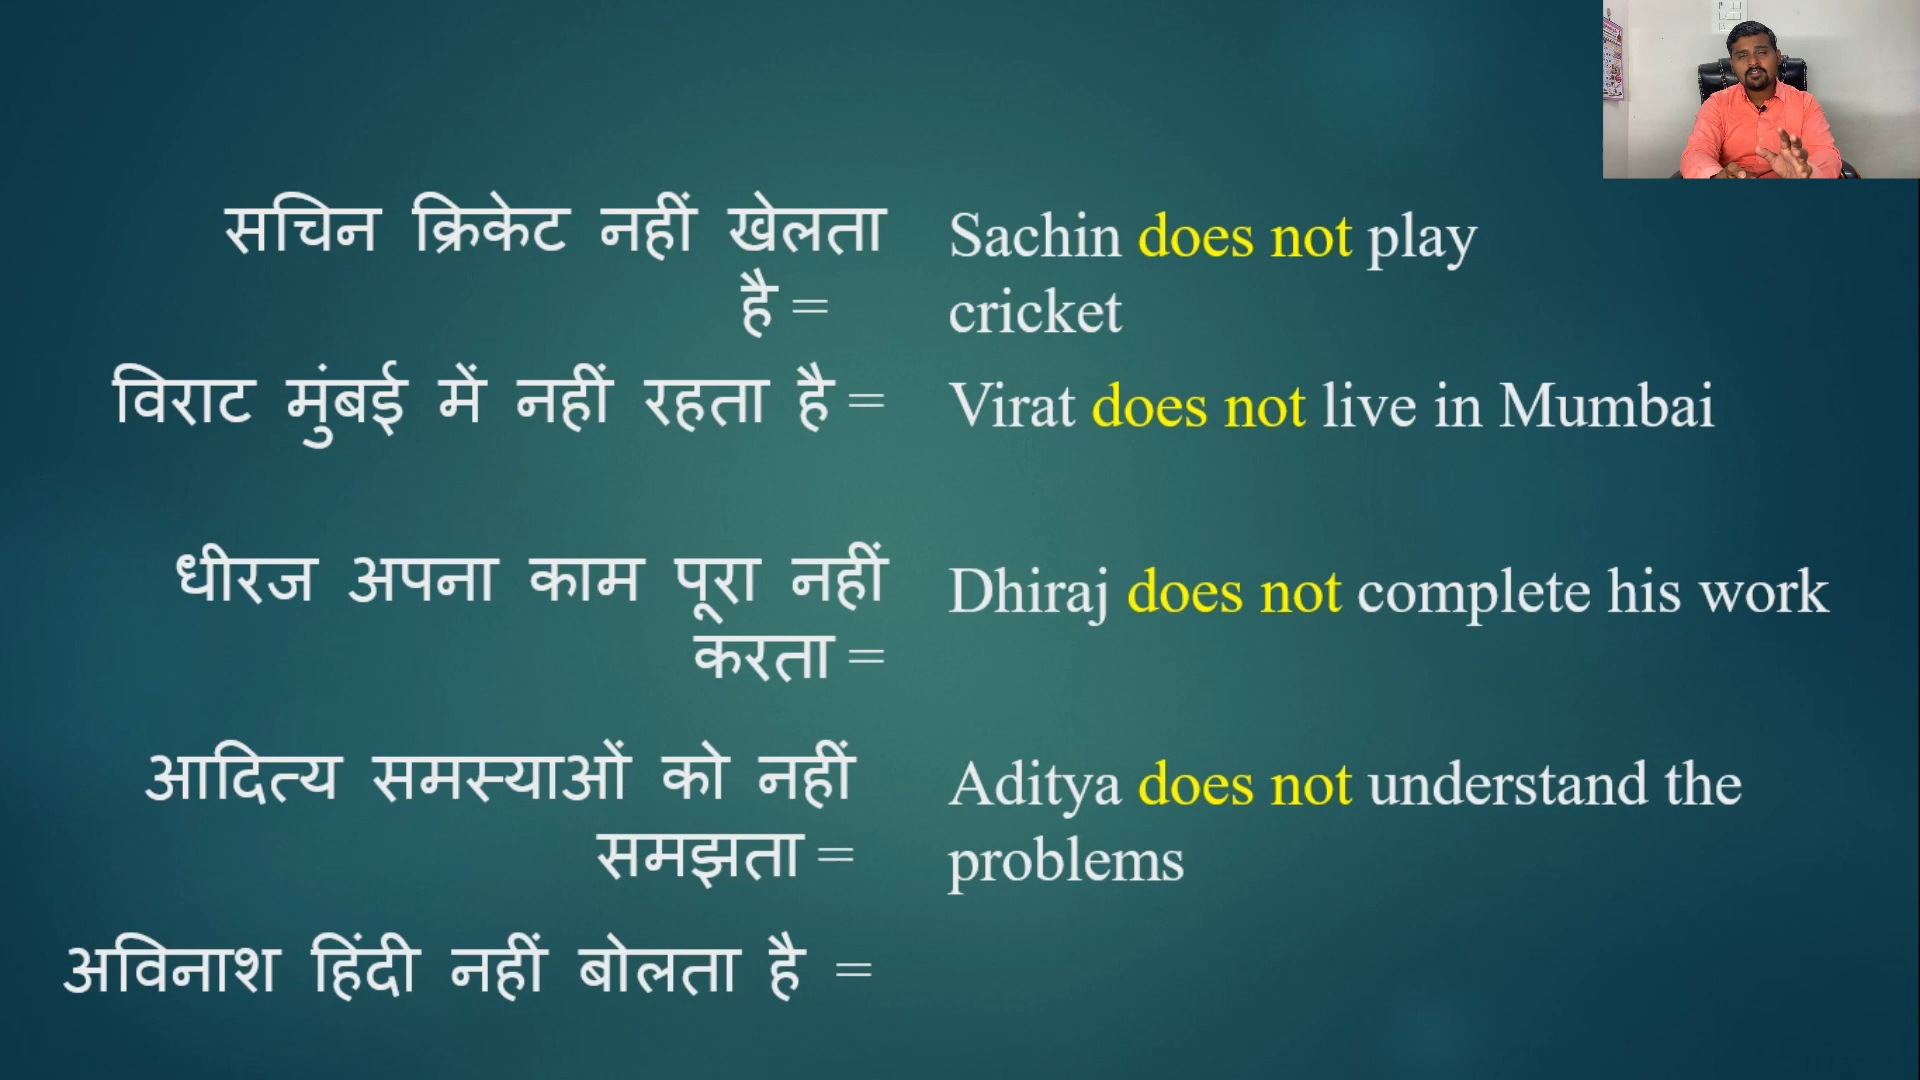 सचिन क्रिकेट नहीं खेलता
है =
Sachin does not play
cricket
विराट मुंबई में नहीं रहता है =
Virat does not live in Mumbai
धीरज अपना काम पूरा नहीं
करता =
Dhiraj does not complete his work
आदित्य समस्याओं को नहीं
समझता =
Aditya does not understand the
problems
अविनाश हिंदी नहीं बोलता है =